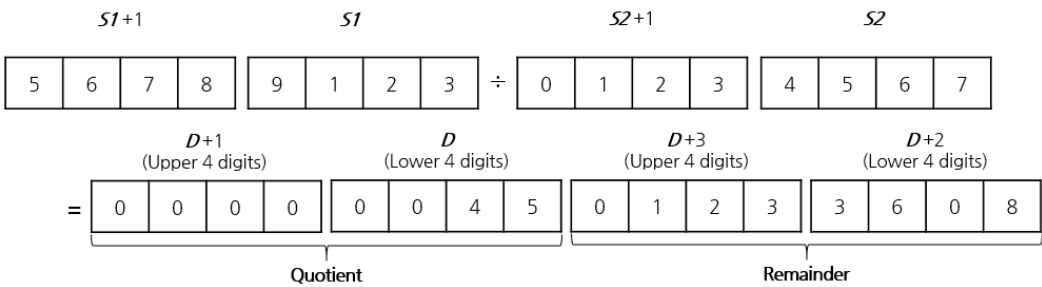 S1+1 S1 S2+1 S2
5 6 7 8 9 1 2 3 ÷ 0 1 2 3 4 5 6 7
D+1 D D+3 D+2
(Upper 4 digits) (Lower 4 digits) (Upper 4 digits) (Lower 4 digits)
= 0 0 0 0 0 0 4 5 0 1 2 3 3 6 0 8
Quotient Remainder